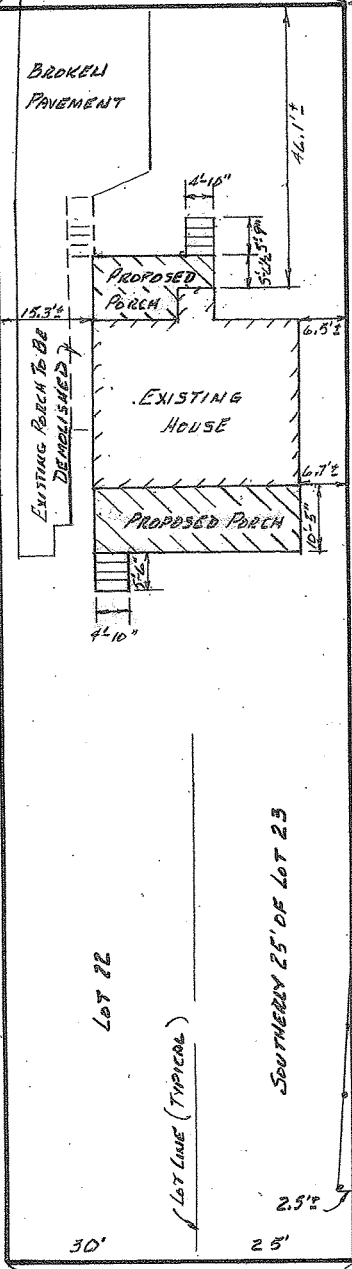 BROKEN
PAVEMENT
46.1'±
4'-10"
5'-9"
PROPOSED
PORCH
15.3'±
6.5'±
EXISTING PORCH TO BE
DEMOLISHED
EXISTING
HOUSE
6.7'±
PROPOSED PORCH
10'-5"
5'-6"
4'-10"
LOT 22
LOT LINE (TYPICAL)
SOUTHERLY 25' OF LOT 23
2.5'±
30'
25'